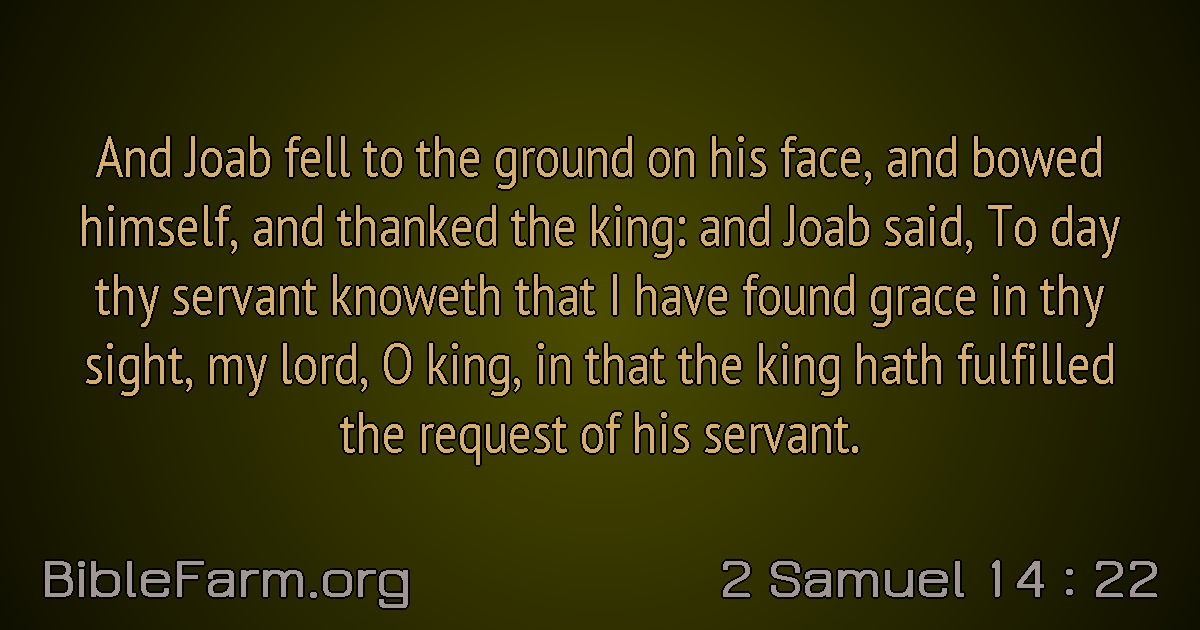 And Joab fell to the ground on his face, and bowed
himself, and thanked the king: and Joab said, To day
thy servant knoweth that I have found grace in thy
sight, my lord, O king, in that the king hath fulfilled
the request of his servant.
BibleFarm.org
2 Samuel 14 : 22